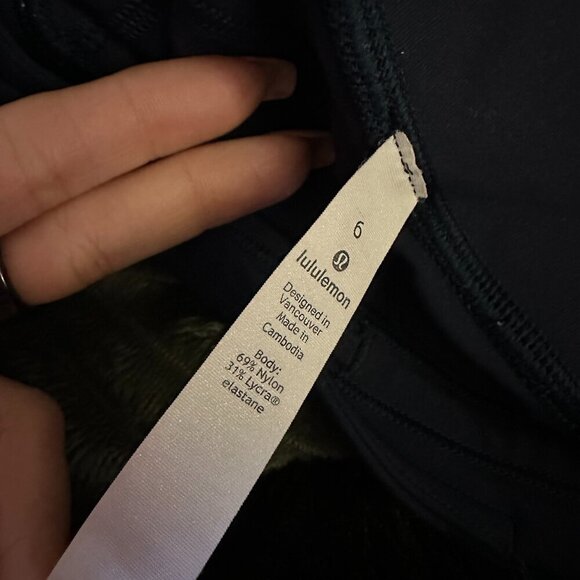 6
lululemon
Designed in
Vancouver
Made in
Cambodia
Body:
69% Nylon
31% Lycra®
elastane